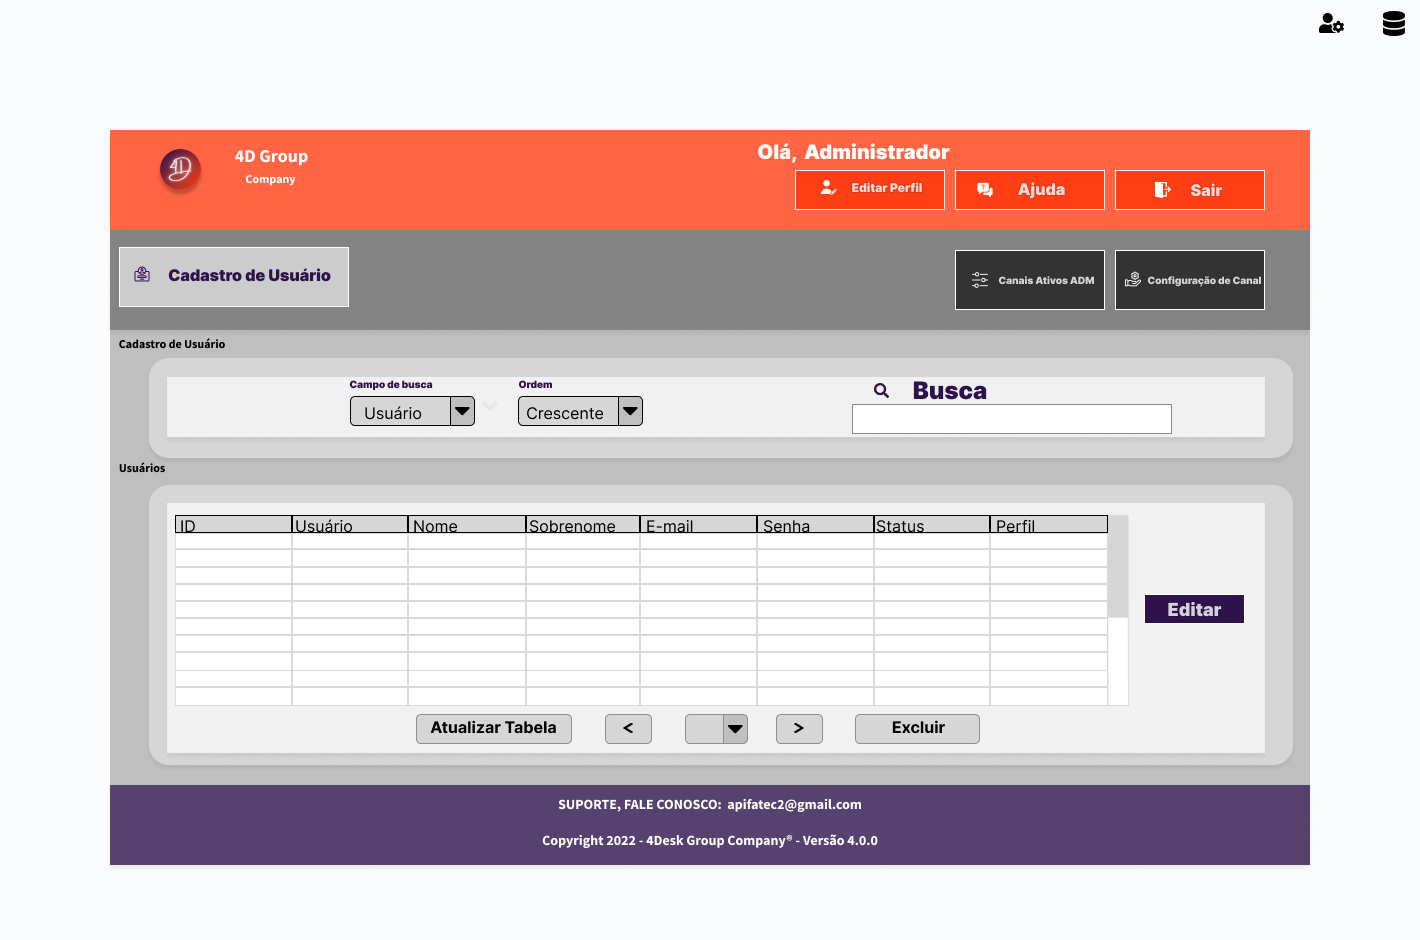 4D
4D Group
Company
Olá, Administrador
Editar Perfil
Ajuda
Sair
Cadastro de Usuário
Canais Ativos ADM
Configuração de Canal
Cadastro de Usuário
Campo de busca
Ordem
Busca
Usuário
Crescente
Usuários
ID Usuário Nome Sobrenome E-mail Senha Status Perfil
Editar
Atualizar Tabela < > Excluir
SUPORTE, FALE CONOSCO: apifatec2@gmail.com
Copyright 2022 - 4Desk Group Company® - Versão 4.0.0